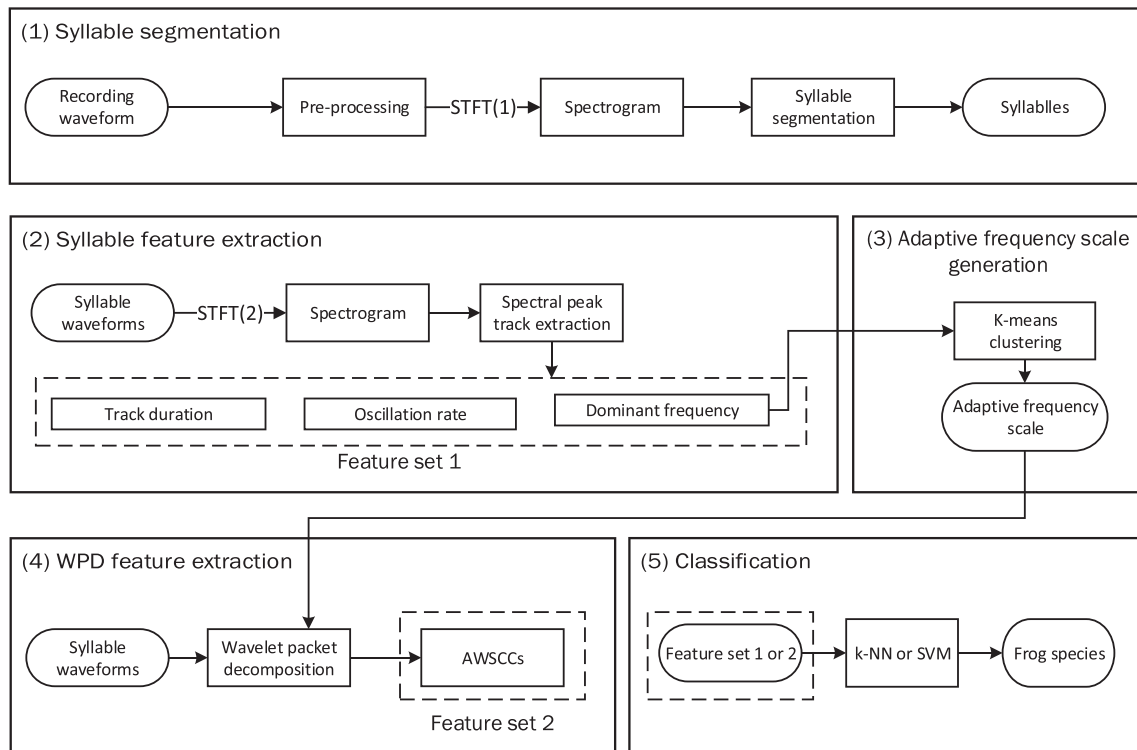 (1) Syllable segmentation
Recording
waveform
Pre-processing
STFT(1)
Spectrogram
Syllable
segmentation
Syllablles
(2) Syllable feature extraction
Syllable
waveforms
STFT(2)
Spectrogram
Spectral peak
track extraction
Track duration
Oscillation rate
Dominant frequency
Feature set 1
(3) Adaptive frequency scale
generation
K-means
clustering
Adaptive frequency
scale
(4) WPD feature extraction
Syllable
waveforms
Wavelet packet
decomposition
AWSCCs
Feature set 2
(5) Classification
Feature set 1 or 2
k-NN or SVM
Frog species